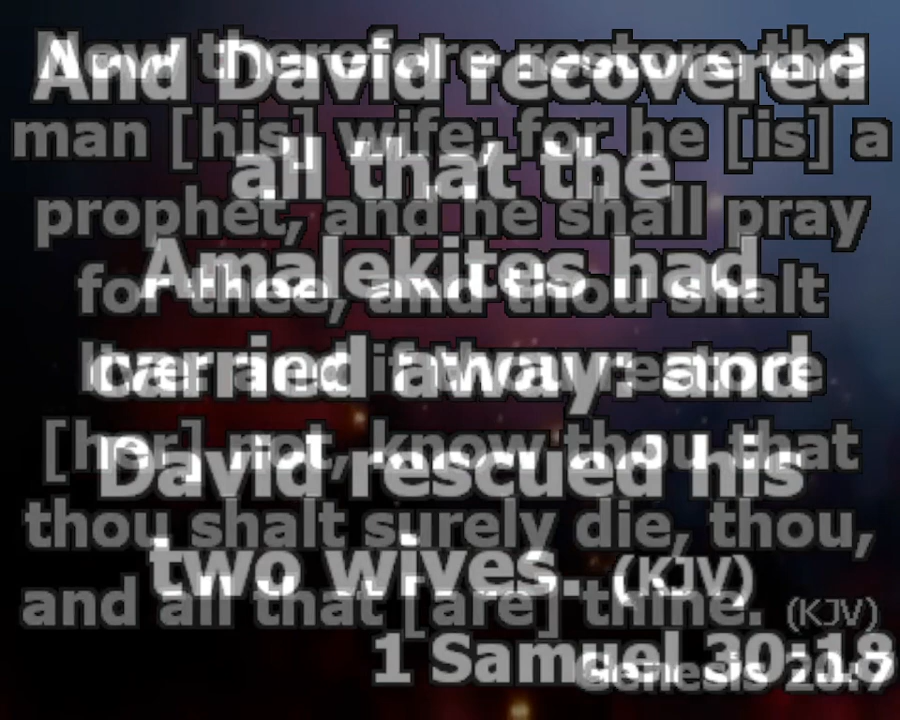 And David recovered
all that the
Amalekites had
carried away: and
David rescued his
two wives. (KJV)
1 Samuel 30:18
Now therefore restore the
man [his] wife; for he [is] a
prophet, and he shall pray
for thee, and thou shalt
live: and if thou restore
[her] not, know thou that
thou shalt surely die, thou,
and all that [are] thine. (KJV)
Genesis 20:7